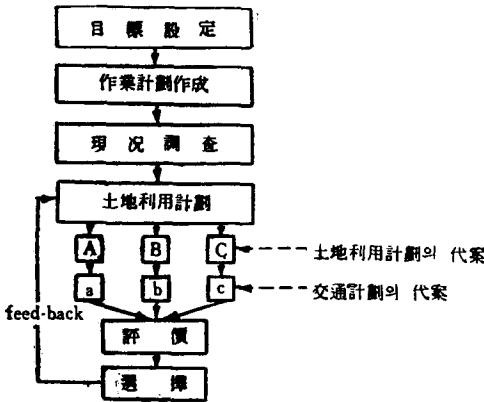 目標設定
作業計劃作成
現況調査
土地利用計劃
A B C 土地利用計劃의 代案
a b c 交通計劃의 代案
feed-back
評價
選擇